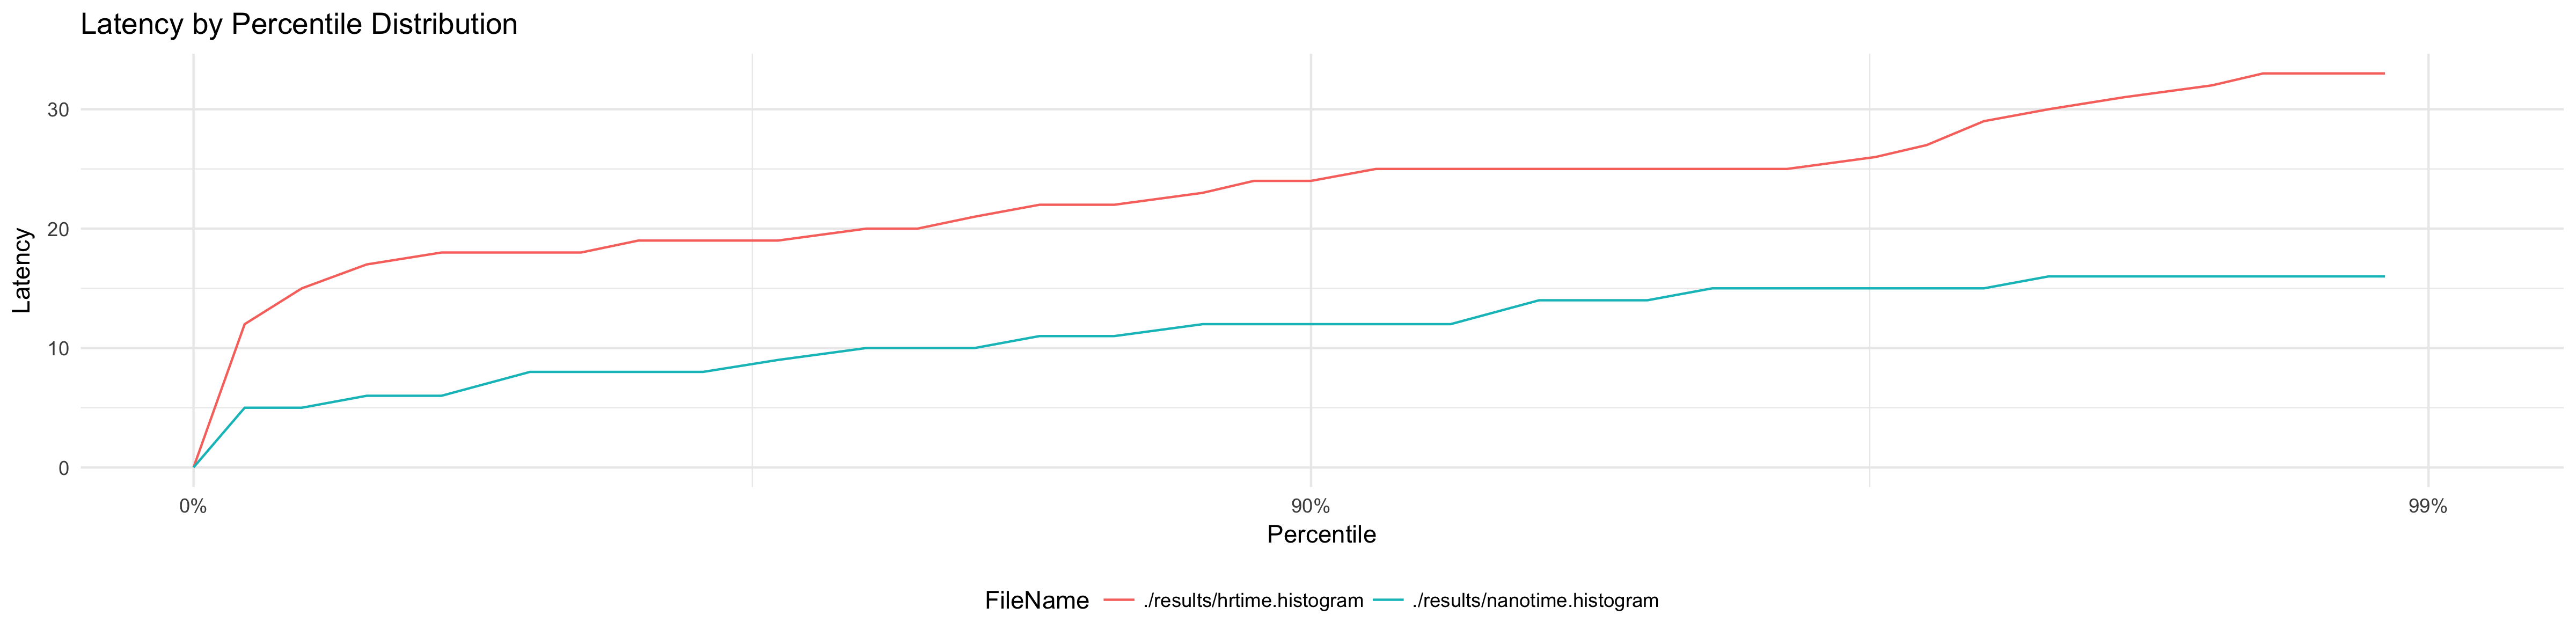 Latency by Percentile Distribution
Latency
30
20
10
0
0% 90% 99%
Percentile
FileName ./results/hrtime.histogram ./results/nanotime.histogram